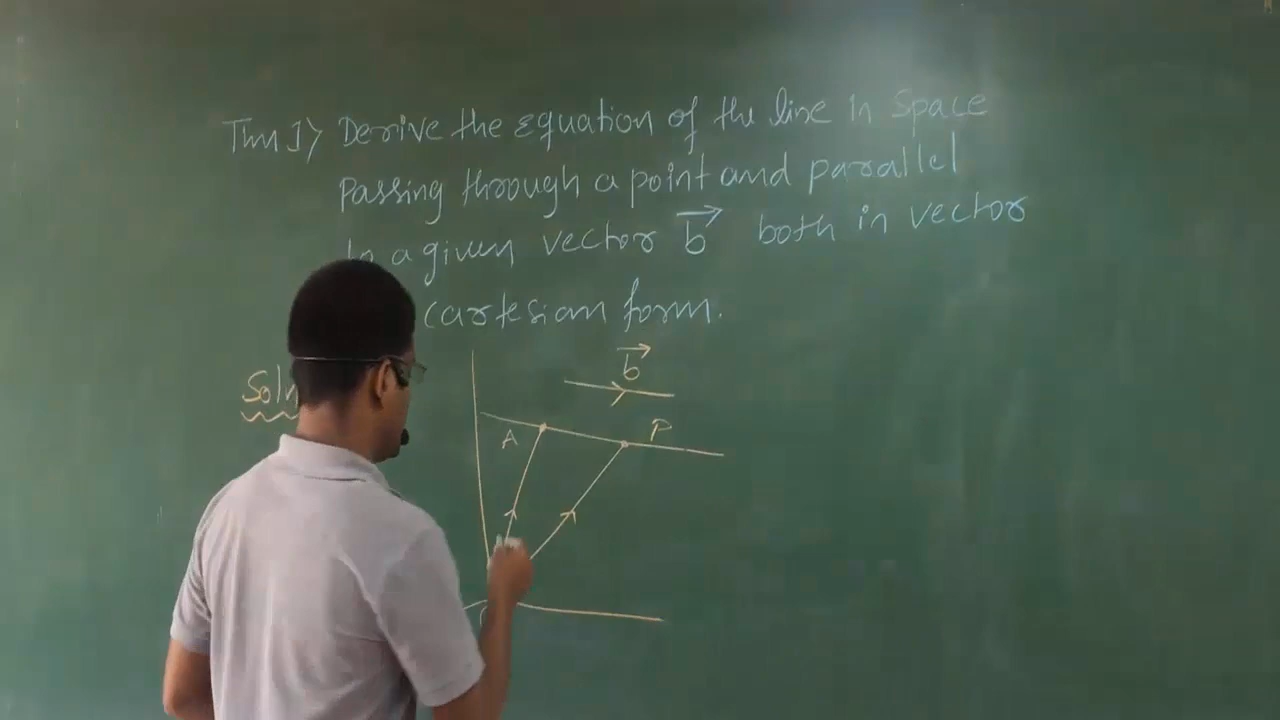 Thm 1> Derive the Equation of the line in Space
Passing through a point and parallel
to a given vector b⃗ both in vector
cartesian form.
Soln
b⃗
A
P